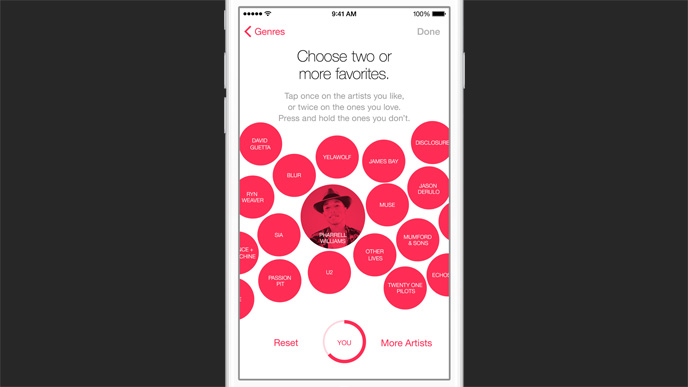 9:41 AM
100%
Genres
Done
Choose two or
more favorites.
Tap once on the artists you like,
or twice on the ones you love.
Press and hold the ones you don't.
DAVID
GUETTA
YELAWOLF
JAMES BAY
DISCLOSURE
BLUR
RYN
WEAVER
MUSE
JASON
DERULO
PHARRELL
WILLIAMS
SIA
MUMFORD
& SONS
NCE +
CHINE
OTHER
LIVES
PASSION
PIT
U2
TWENTY ONE
PILOTS
ECHOS
Reset
YOU
More Artists